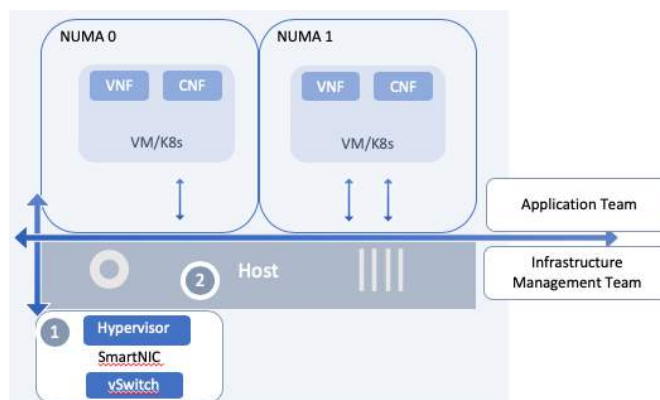 NUMA 0
NUMA 1
VNF
CNF
VNF
CNF
VM/K8s
VM/K8s
Application Team
Host
2
Infrastructure
Management Team
1
Hypervisor
SmartNIC
vSwitch